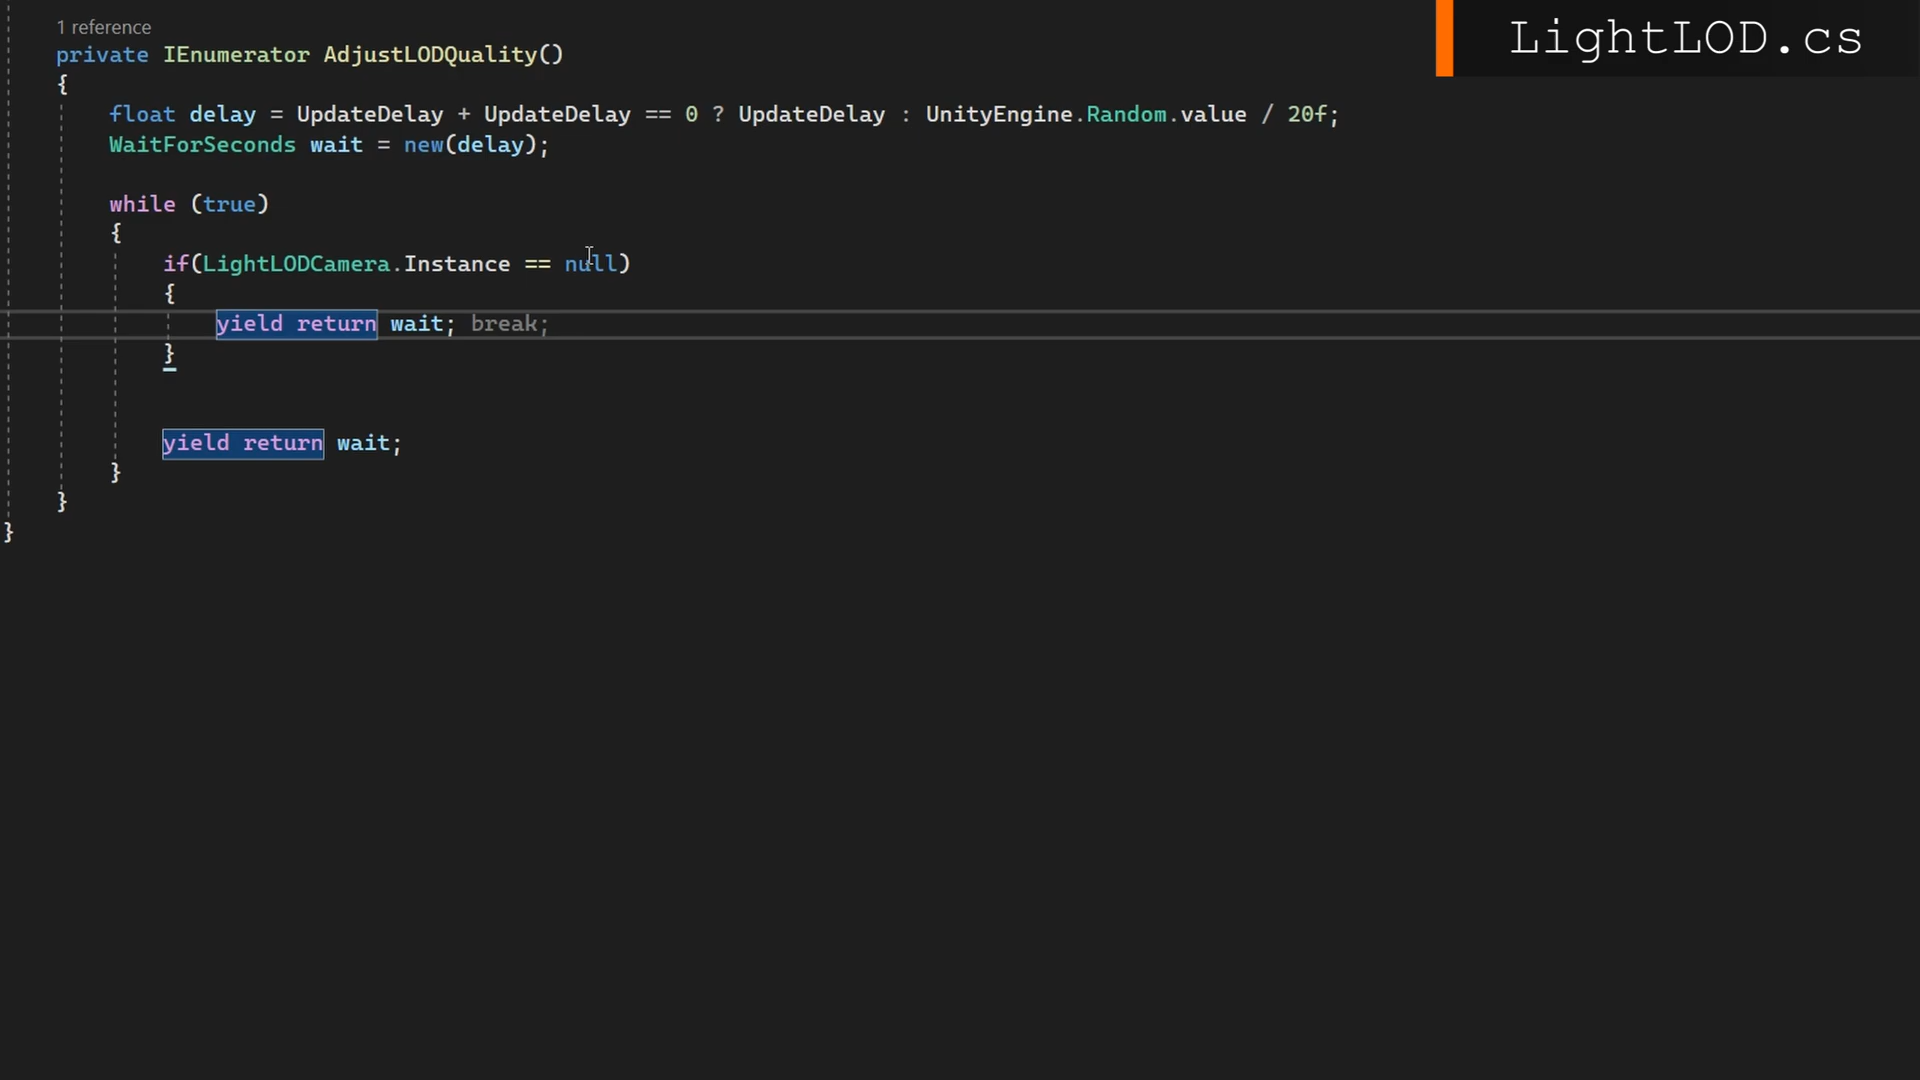 LightLOD.cs
1 reference
private IEnumerator AdjustLODQuality()
{
float delay = UpdateDelay + UpdateDelay == 0 ? UpdateDelay : UnityEngine.Random.value / 20f;
WaitForSeconds wait = new(delay);
while (true)
{
if(LightLODCamera.Instance == null)
{
yield return wait; break;
}
yield return wait;
}
}
}